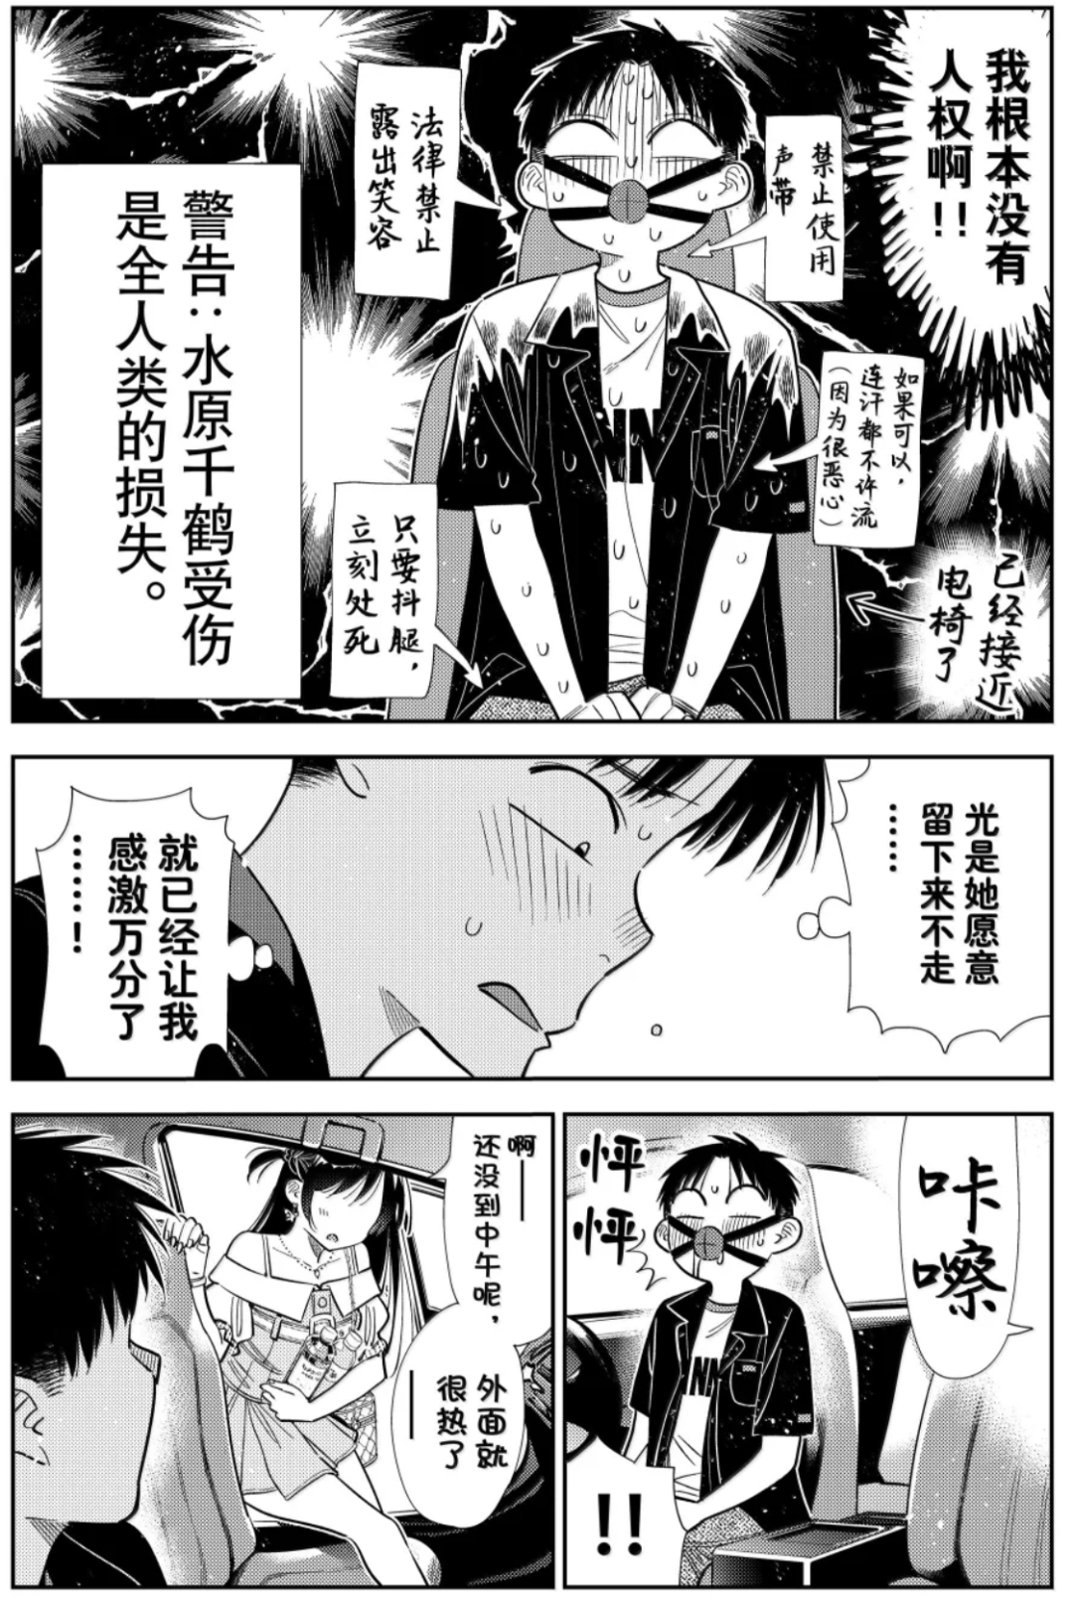 我根本没有
人权啊!!
禁止使用
声带
法律禁止
露出笑容
如果可以，
连汗都不许流
（因为很恶心）
已经接近
电椅了
只要抖腿，
立刻处死
警告：水原千鹤受伤
是全人类的损失。
光是她愿意
留下来不走
……
就已经让我
感激万分了
……！
咔嚓
怦怦
NN
!!
啊——
还没到中午呢，
外面就
很热了——